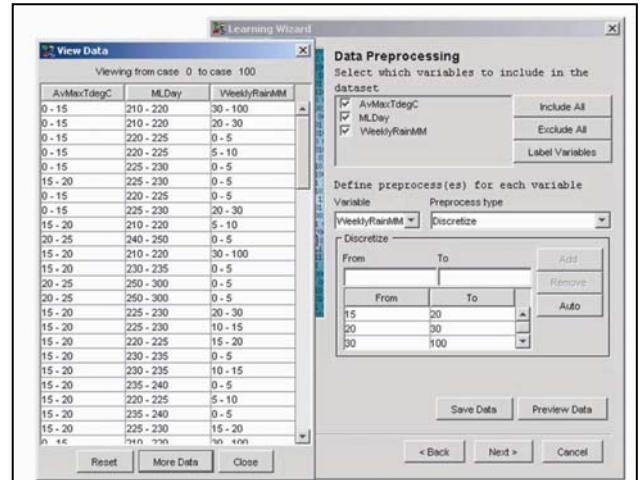 Learning Wizard
View Data
Viewing from case 0 to case 100
AvMaxTdegC MLDay WeeklyRainMM
0 - 15 210 - 220 30 - 100
0 - 15 210 - 220 20 - 30
0 - 15 220 - 225 0 - 5
0 - 15 220 - 225 5 - 10
0 - 15 225 - 230 0 - 5
15 - 20 225 - 230 0 - 5
0 - 15 220 - 225 0 - 5
0 - 15 225 - 230 20 - 30
15 - 20 210 - 220 5 - 10
20 - 25 240 - 250 0 - 5
15 - 20 210 - 220 30 - 100
15 - 20 230 - 235 0 - 5
20 - 25 250 - 300 0 - 5
20 - 25 250 - 300 0 - 5
15 - 20 225 - 230 20 - 30
15 - 20 225 - 230 10 - 15
15 - 20 220 - 225 15 - 20
15 - 20 230 - 235 0 - 5
15 - 20 230 - 235 10 - 15
15 - 20 235 - 240 0 - 5
15 - 20 220 - 225 5 - 10
15 - 20 235 - 240 0 - 5
15 - 20 225 - 230 15 - 20
0 - 15 210 - 220 30 - 100
Reset More Data Close
Data Preprocessing
Select which variables to include in the
dataset
AvMaxTdegC
MLDay
WeeklyRainMM
Include All
Exclude All
Label Variables
Define preprocess(es) for each variable
Variable Preprocess type
WeeklyRainMM Discretize
Discretize
From To
Add
Remove
Auto
From To
15 20
20 30
30 100
Save Data Preview Data
< Back Next > Cancel